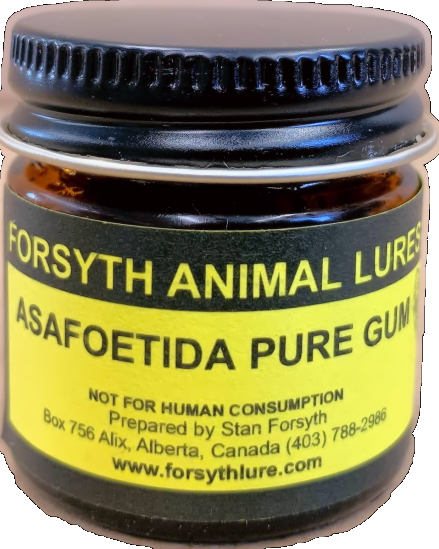 FORSYTH ANIMAL LURES
ASAFOETIDA PURE GUM
NOT FOR HUMAN CONSUMPTION
Prepared by Stan Forsyth
Box 756 Alix, Alberta, Canada (403) 788-2986
www.forsythlure.com